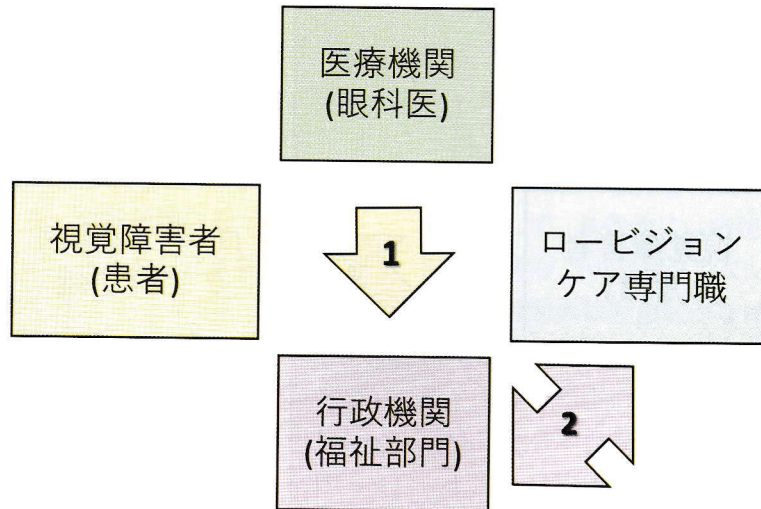 医療機関
(眼科医)
視覚障害者
(患者)
1
ロービジョン
ケア専門職
行政機関
(福祉部門)
2